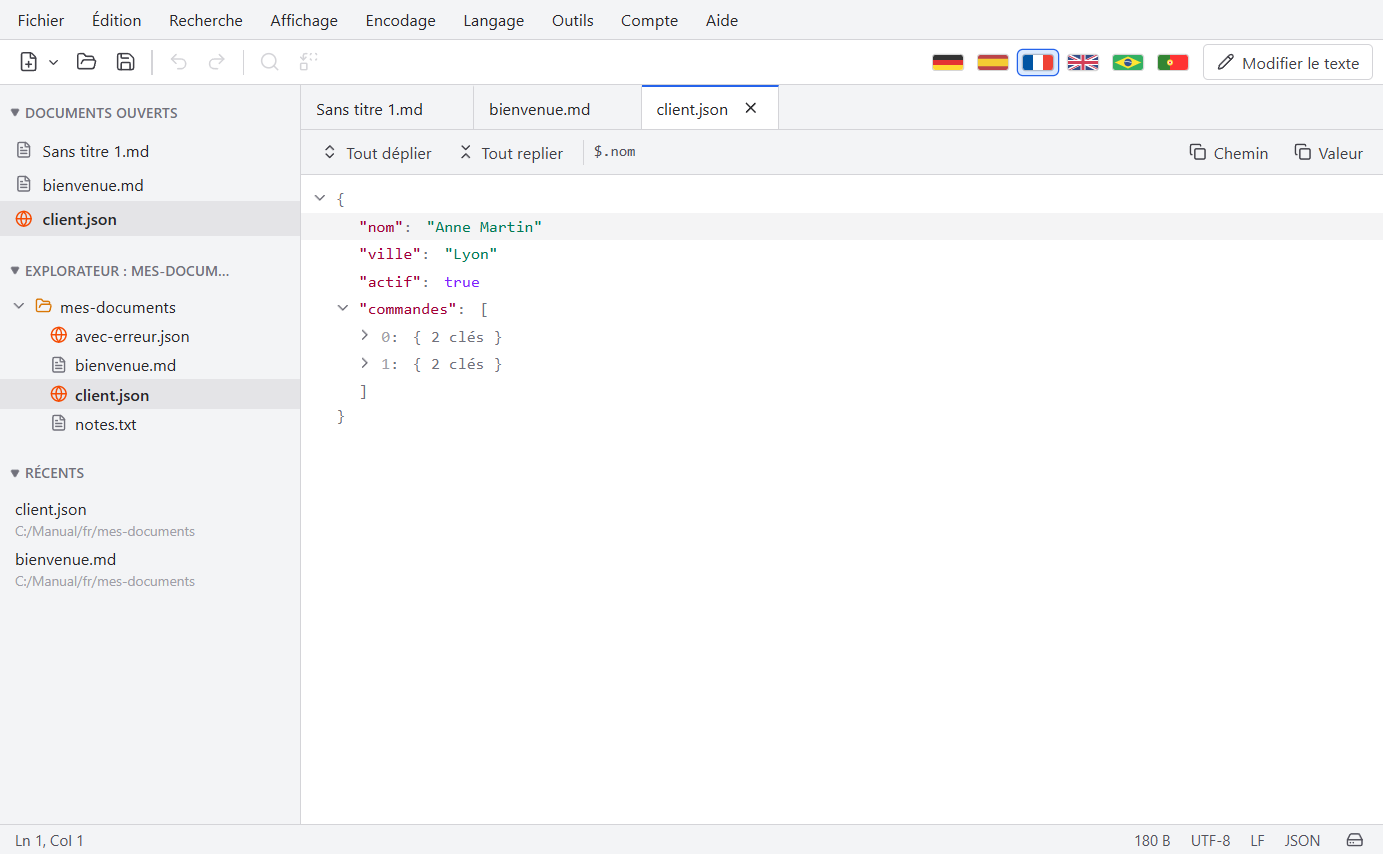 Fichier Édition Recherche Affichage Encodage Langage Outils Compte Aide
Modifier le texte
DOCUMENTS OUVERTS
Sans titre 1.md
bienvenue.md
client.json
EXPLORATEUR : MES-DOCUM...
mes-documents
avec-erreur.json
bienvenue.md
client.json
notes.txt
RÉCENTS
client.json
C:/Manual/fr/mes-documents
bienvenue.md
C:/Manual/fr/mes-documents
Sans titre 1.md bienvenue.md client.json
Tout déplier Tout replier $.nom Chemin Valeur
{
"nom": "Anne Martin"
"ville": "Lyon"
"actif": true
"commandes": [
0: { 2 clés }
1: { 2 clés }
]
}
Ln 1, Col 1 180 B UTF-8 LF JSON